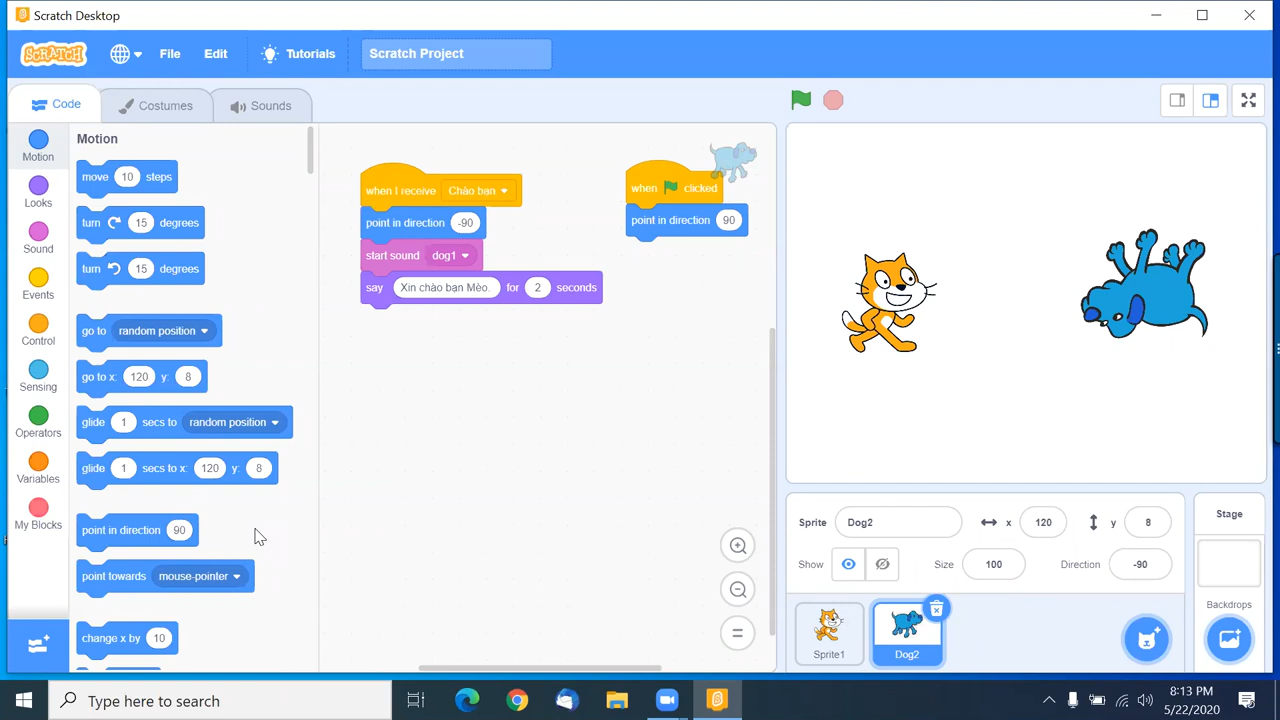 Scratch Desktop
SCRATCH
File
Edit
Tutorials
Scratch Project
Code
Costumes
Sounds
Motion
Looks
Sound
Events
Control
Sensing
Operators
Variables
My Blocks
Motion
move 10 steps
turn 15 degrees
turn 15 degrees
go to random position
go to x: 120 y: 8
glide 1 secs to random position
glide 1 secs to x: 120 y: 8
point in direction 90
point towards mouse-pointer
change x by 10
when I receive Chào bạn
point in direction -90
start sound dog1
say Xin chào bạn Mèo. for 2 seconds
when clicked
point in direction 90
Sprite Dog2 x 120 y 8
Show Size 100 Direction -90
Sprite1
Dog2
Stage
Backdrops
Type here to search
8:13 PM
5/22/2020